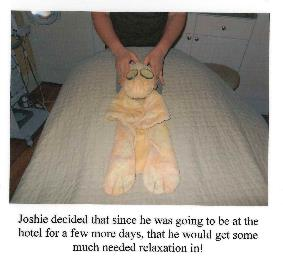 Joshie decided that since he was going to be at the
hotel for a few more days, that he would get some
much needed relaxation in!